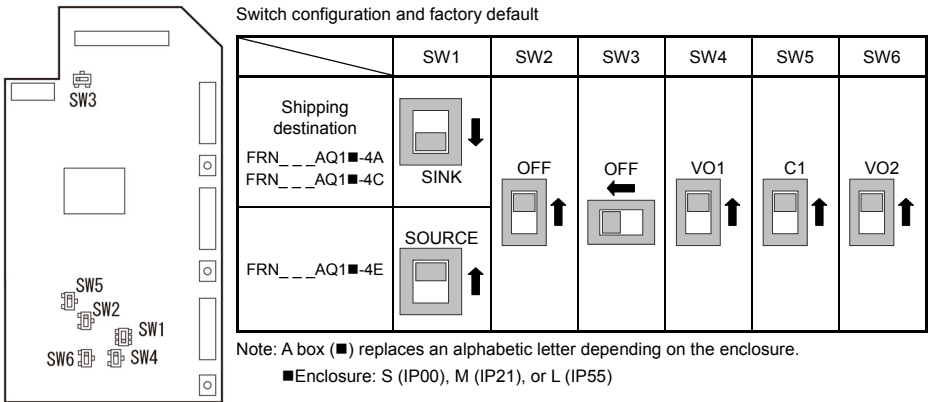 Switch configuration and factory default
SW1 SW2 SW3 SW4 SW5 SW6
Shipping
destination
FRN_ _ _AQ1■-4A
FRN_ _ _AQ1■-4C
SINK
OFF
OFF
VO1
C1
VO2
SOURCE
FRN_ _ _AQ1■-4E
SW3
SW5
SW2
SW1
SW6
SW4
Note: A box (■) replaces an alphabetic letter depending on the enclosure.
■Enclosure: S (IP00), M (IP21), or L (IP55)